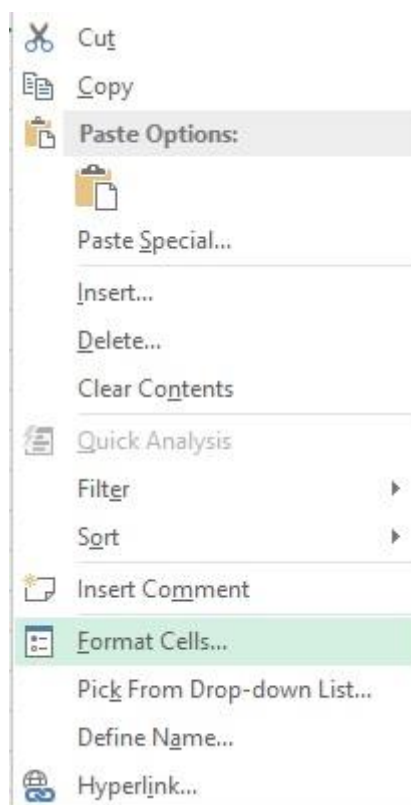 Cut
Copy
Paste Options:
Paste Special...
Insert...
Delete...
Clear Contents
Quick Analysis
Filter
Sort
Insert Comment
Format Cells...
Pick From Drop-down List...
Define Name...
Hyperlink...